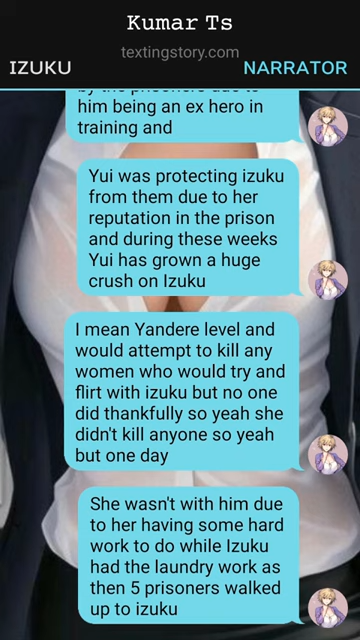 Kumar Ts
textingstory.com
IZUKU
NARRATOR
by the prisoners due to
him being an ex hero in
training and
Yui was protecting izuku
from them due to her
reputation in the prison
and during these weeks
Yui has grown a huge
crush on Izuku
I mean Yandere level and
would attempt to kill any
women who would try and
flirt with izuku but no one
did thankfully so yeah she
didn't kill anyone so yeah
but one day
She wasn't with him due
to her having some hard
work to do while Izuku
had the laundry work as
then 5 prisoners walked
up to izuku